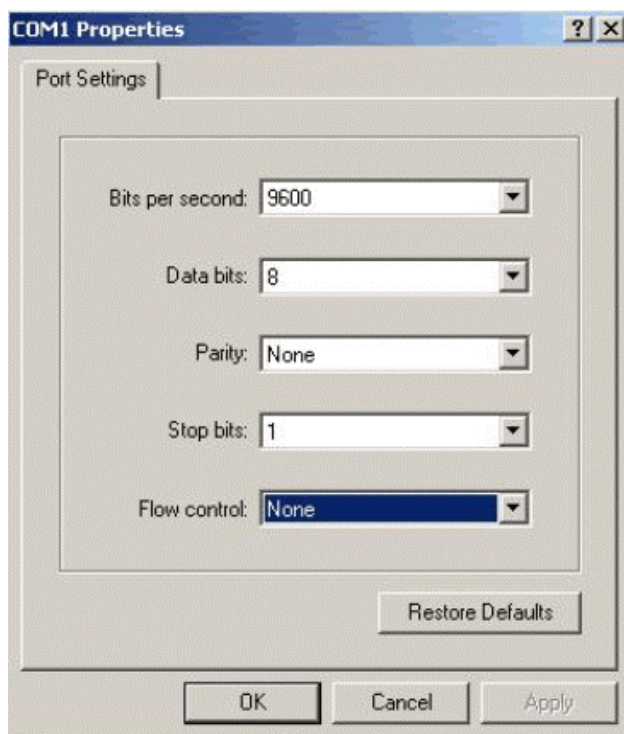 COM1 Properties
Port Settings
Bits per second: 9600
Data bits: 8
Parity: None
Stop bits: 1
Flow control: None
Restore Defaults
OK Cancel Apply